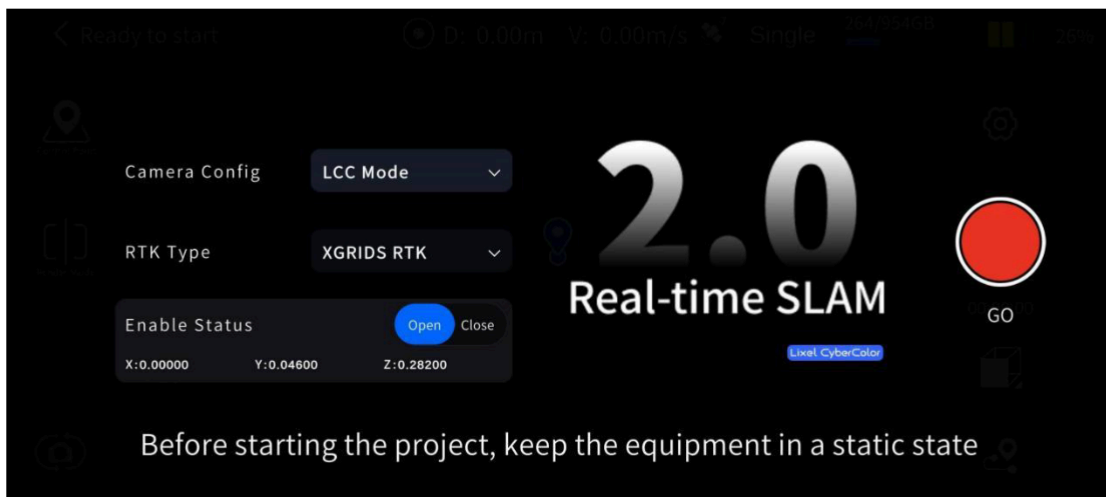 Ready to start D: 0.00m V: 0.00m/s Single 264/954GB 26%
Camera Config LCC Mode
RTK Type XGRIDS RTK
2.0
Real-time SLAM
Enable Status Open Close
X:0.00000 Y:0.04600 Z:0.28200
Lixel CyberColor
GO
Before starting the project, keep the equipment in a static state